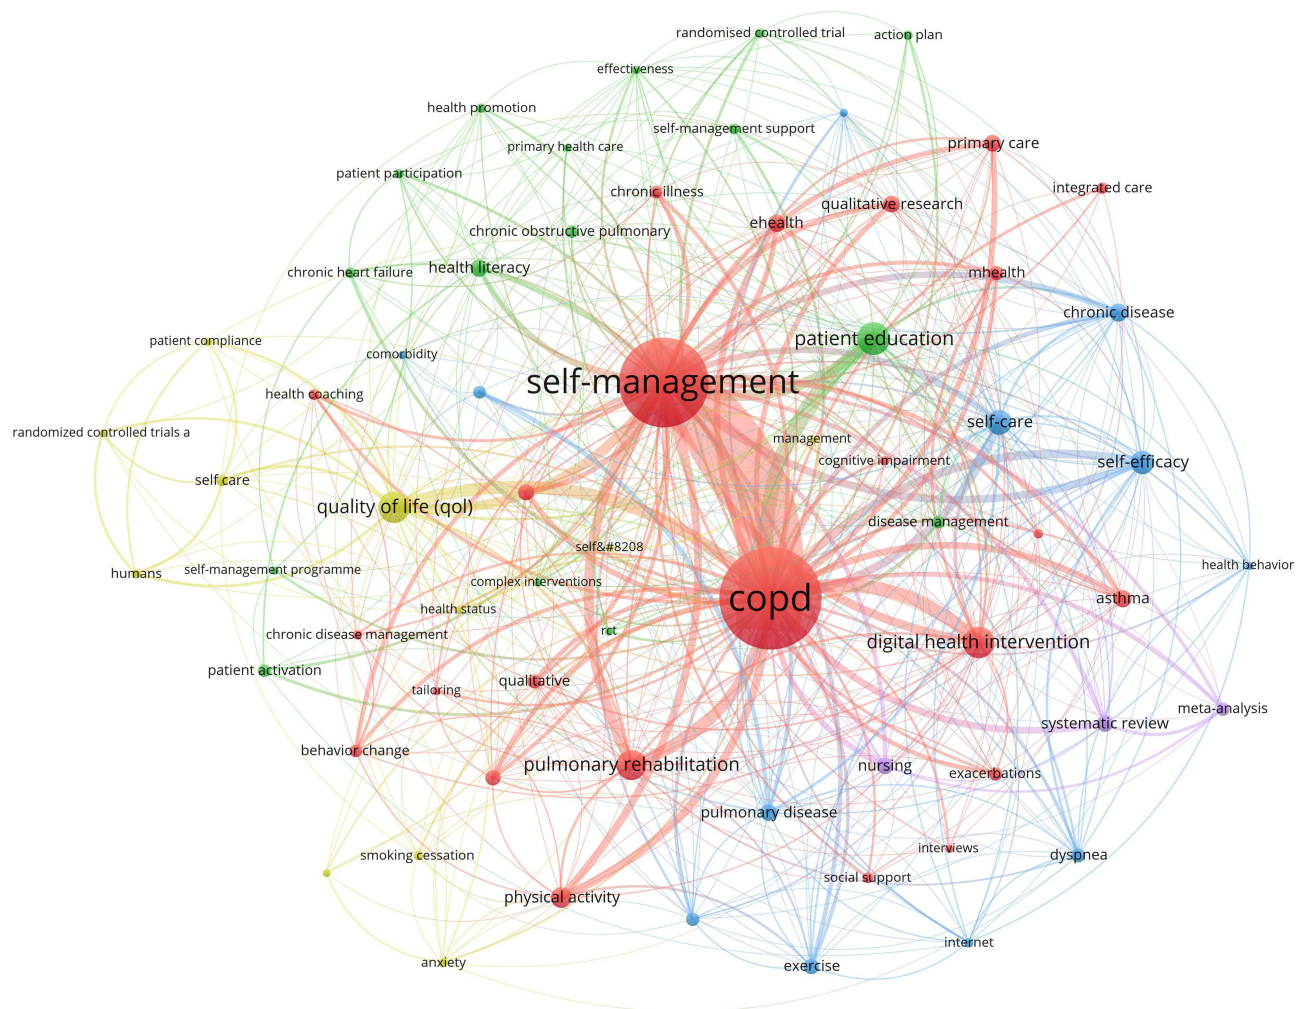 randomised controlled trial
action plan
effectiveness
health promotion
self-management support
primary health care
primary care
patient participation
chronic illness
integrated care
qualitative research
ehealth
chronic obstructive pulmonary
health literacy
chronic heart failure
mhealth
chronic disease
patient education
patient compliance
comorbidity
self-management
health coaching
self-care
randomized controlled trials a
management
cognitive impairment
self-efficacy
self care
quality of life (qol)
disease management
self&#8208
health behavior
humans
self-management programme
complex interventions
copd
asthma
health status
rct
chronic disease management
digital health intervention
patient activation
qualitative
tailoring
meta-analysis
systematic review
behavior change
pulmonary rehabilitation
nursing
exacerbations
pulmonary disease
interviews
smoking cessation
dyspnea
social support
physical activity
internet
anxiety
exercise